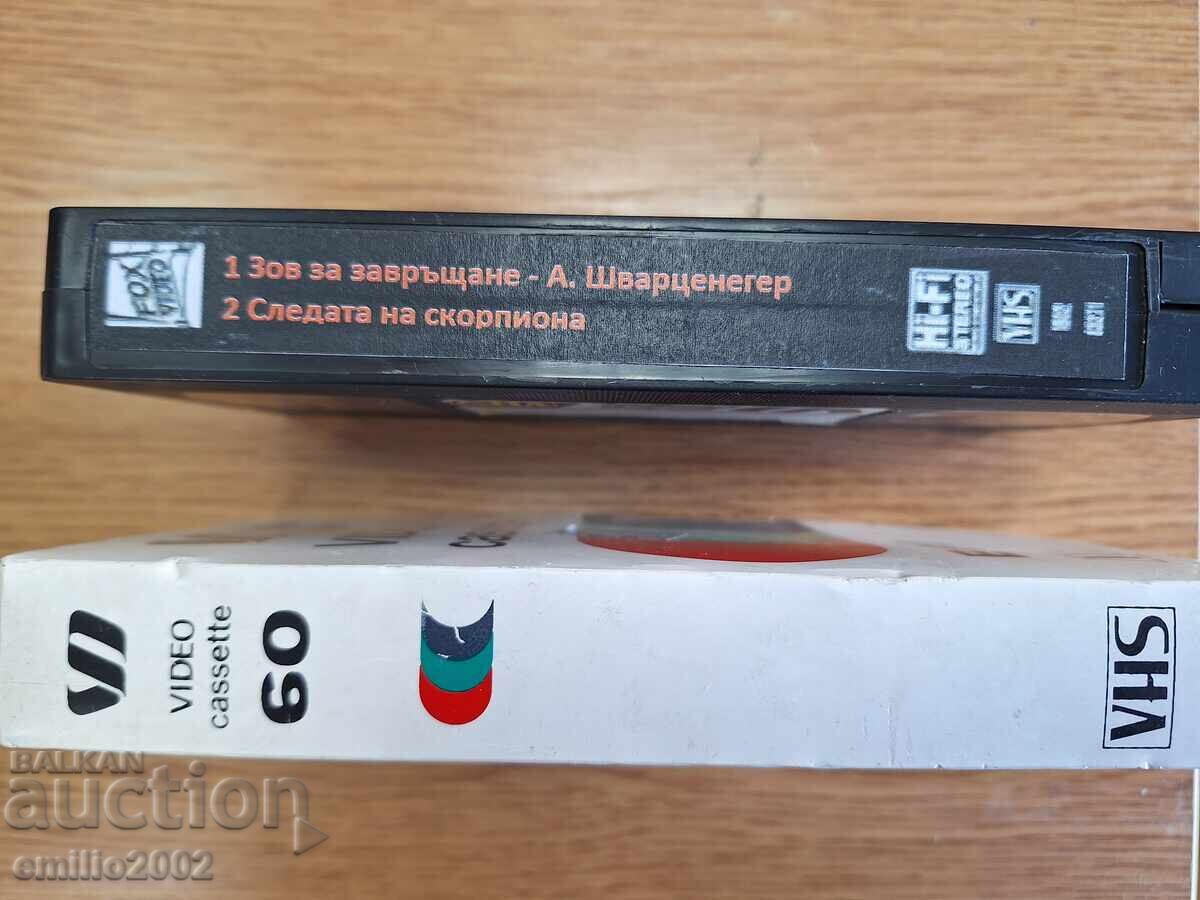 FOX
VIDEO
1 Зов за завръщане - А. Шварценегер
2 Следата на скорпиона
HI-FI
STEREO
VHS
VIDEO
cassette
60
VHS
BALKAN
auction
emilio2002